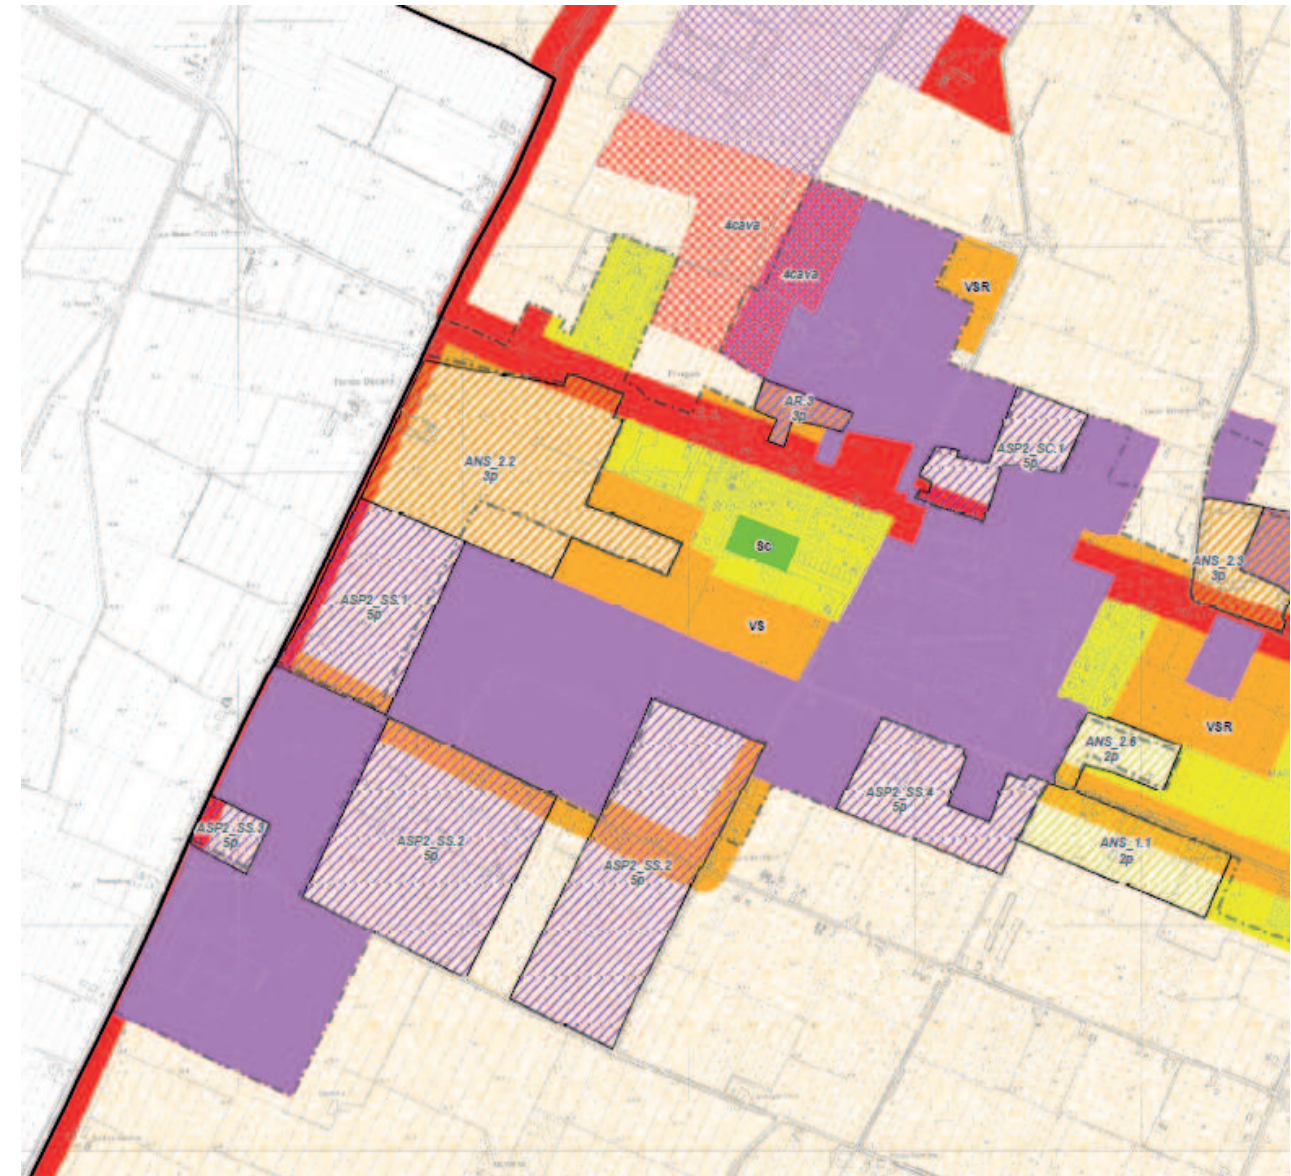 4cava
4cava
VSR
AR.3
3p
ASP2_SC.1
5p
ANS_2.2
3p
Sc
ANS_2.3
3p
ASP2_SS.1
5p
VS
VSR
ANS_2.6
2p
ASP2_SS.4
5p
ASP2_SS.3
5p
ASP2_SS.2
5p
ASP2_SS.2
5p
ANS_1.1
2p